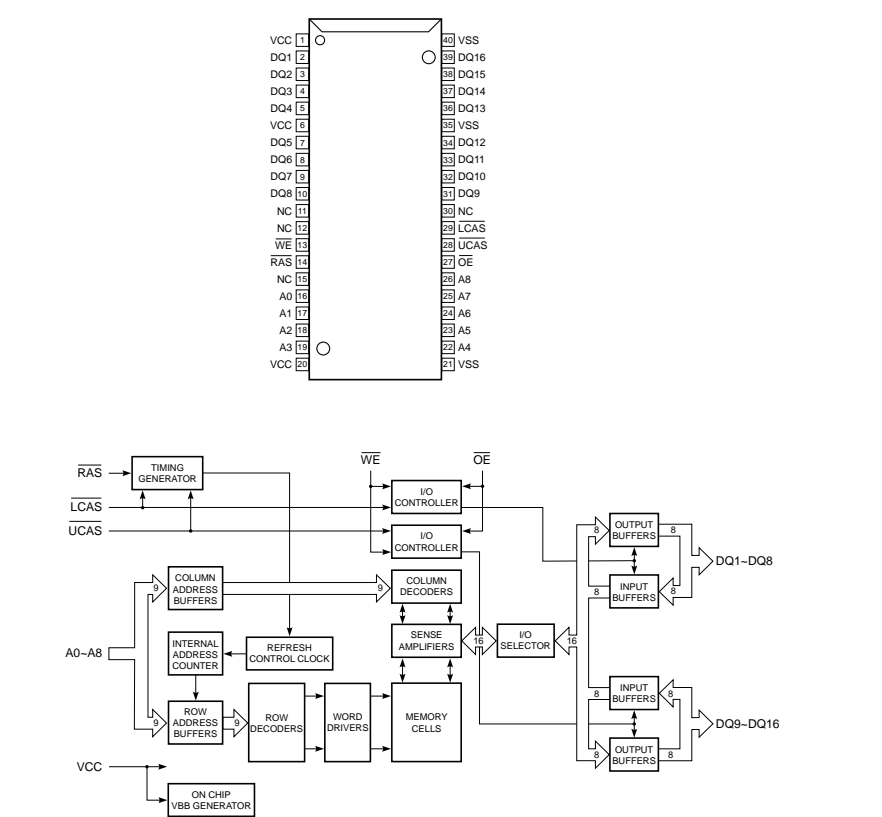 VCC 1 40 VSS
DQ1 2 39 DQ16
DQ2 3 38 DQ15
DQ3 4 37 DQ14
DQ4 5 36 DQ13
VCC 6 35 VSS
DQ5 7 34 DQ12
DQ6 8 33 DQ11
DQ7 9 32 DQ10
DQ8 10 31 DQ9
NC 11 30 NC
NC 12 29 LCAS
WE 13 28 UCAS
RAS 14 27 OE
NC 15 26 A8
A0 16 25 A7
A1 17 24 A6
A2 18 23 A5
A3 19 22 A4
VCC 20 21 VSS
WE OE
RAS
TIMING
GENERATOR
LCAS
UCAS
I/O
CONTROLLER
I/O
CONTROLLER
OUTPUT
BUFFERS
8 8
DQ1~DQ8
INPUT
BUFFERS
8 8
9
COLUMN
ADDRESS
BUFFERS
9
COLUMN
DECODERS
A0~A8
INTERNAL
ADDRESS
COUNTER
REFRESH
CONTROL CLOCK
SENSE
AMPLIFIERS
16
I/O
SELECTOR
16
9
ROW
ADDRESS
BUFFERS
9
ROW
DECODERS
WORD
DRIVERS
MEMORY
CELLS
INPUT
BUFFERS
8 8
DQ9~DQ16
OUTPUT
BUFFERS
8 8
VCC
ON CHIP
VBB GENERATOR